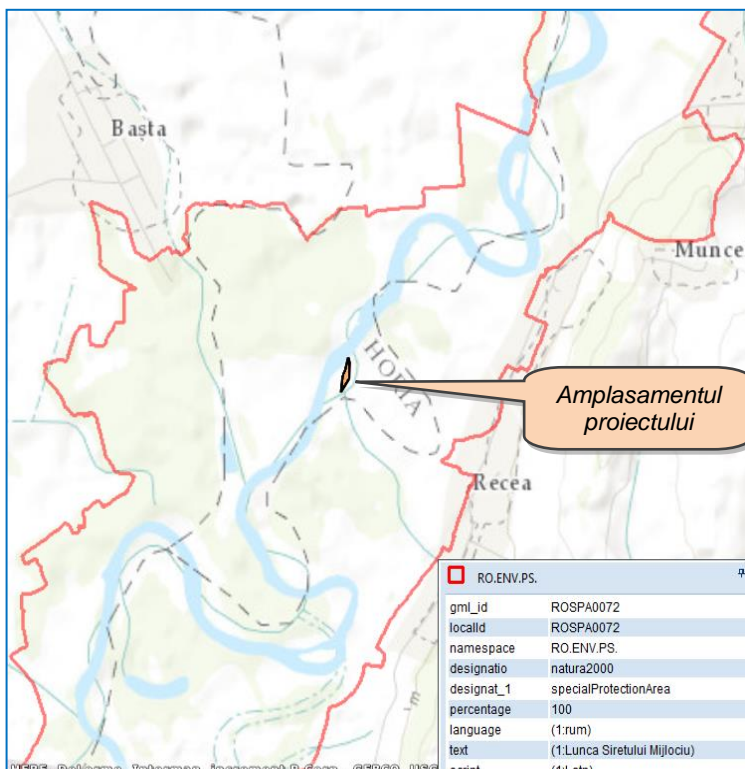 Bașta
Munce
HORIA
Amplasamentul
proiectului
Recea
RO.ENV.PS.
gml_id ROSPA0072
localId ROSPA0072
namespace RO.ENV.PS.
designatio natura2000
designat_1 specialProtectionArea
percentage 100
language (1:rum)
text (1:Lunca Siretului Mijlociu)